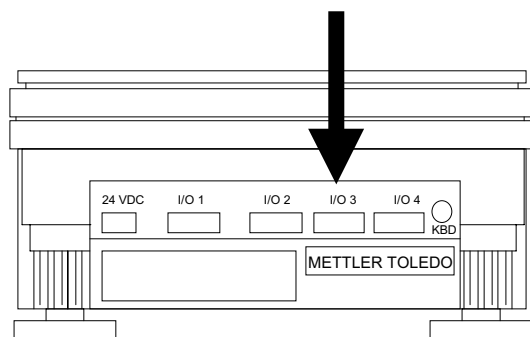 24 VDC I/O 1 I/O 2 I/O 3 I/O 4
KBD
METTLER TOLEDO